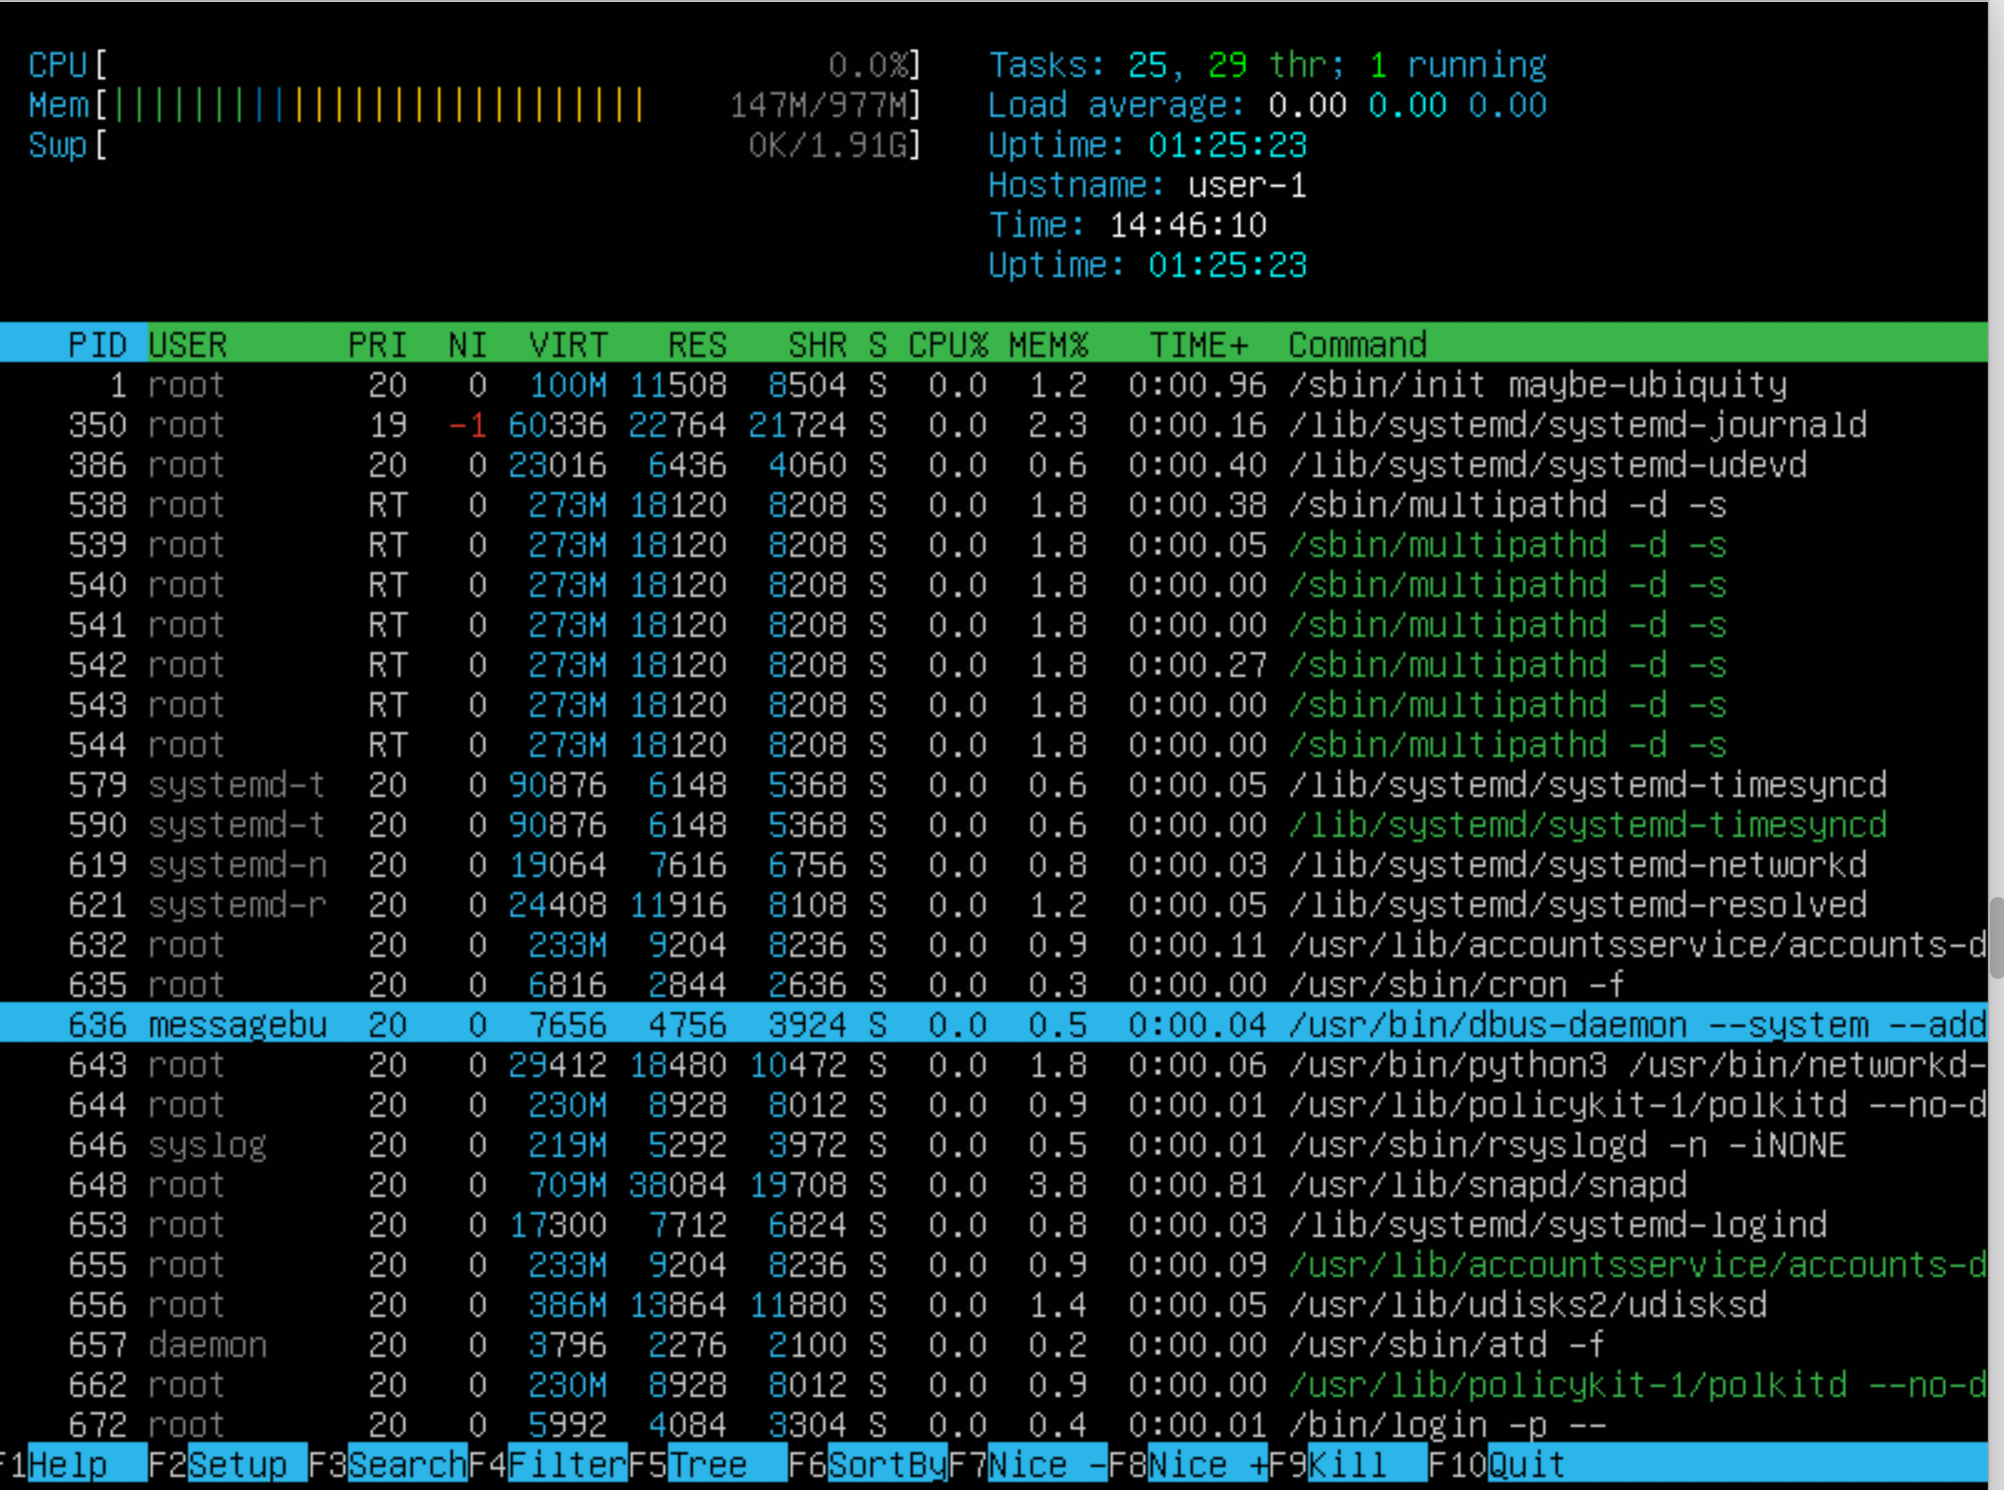 CPU[ 0.0%]
Mem[||||||||||||||||||||||||||| 147M/977M]
Swp[ 0K/1.91G]
Tasks: 25, 29 thr; 1 running
Load average: 0.00 0.00 0.00
Uptime: 01:25:23
Hostname: user-1
Time: 14:46:10
Uptime: 01:25:23
PID USER PRI NI VIRT RES SHR S CPU% MEM% TIME+ Command
1 root 20 0 100M 11508 8504 S 0.0 1.2 0:00.96 /sbin/init maybe-ubiquity
350 root 19 -1 60336 22764 21724 S 0.0 2.3 0:00.16 /lib/systemd/systemd-journald
386 root 20 0 23016 6436 4060 S 0.0 0.6 0:00.40 /lib/systemd/systemd-udevd
538 root RT 0 273M 18120 8208 S 0.0 1.8 0:00.38 /sbin/multipathd -d -s
539 root RT 0 273M 18120 8208 S 0.0 1.8 0:00.05 /sbin/multipathd -d -s
540 root RT 0 273M 18120 8208 S 0.0 1.8 0:00.00 /sbin/multipathd -d -s
541 root RT 0 273M 18120 8208 S 0.0 1.8 0:00.00 /sbin/multipathd -d -s
542 root RT 0 273M 18120 8208 S 0.0 1.8 0:00.27 /sbin/multipathd -d -s
543 root RT 0 273M 18120 8208 S 0.0 1.8 0:00.00 /sbin/multipathd -d -s
544 root RT 0 273M 18120 8208 S 0.0 1.8 0:00.00 /sbin/multipathd -d -s
579 systemd-t 20 0 90876 6148 5368 S 0.0 0.6 0:00.05 /lib/systemd/systemd-timesyncd
590 systemd-t 20 0 90876 6148 5368 S 0.0 0.6 0:00.00 /lib/systemd/systemd-timesyncd
619 systemd-n 20 0 19064 7616 6756 S 0.0 0.8 0:00.03 /lib/systemd/systemd-networkd
621 systemd-r 20 0 24408 11916 8108 S 0.0 1.2 0:00.05 /lib/systemd/systemd-resolved
632 root 20 0 233M 9204 8236 S 0.0 0.9 0:00.11 /usr/lib/accountsservice/accounts-d
635 root 20 0 6816 2844 2636 S 0.0 0.3 0:00.00 /usr/sbin/cron -f
636 messagebu 20 0 7656 4756 3924 S 0.0 0.5 0:00.04 /usr/bin/dbus-daemon --system --add
643 root 20 0 29412 18480 10472 S 0.0 1.8 0:00.06 /usr/bin/python3 /usr/bin/networkd-
644 root 20 0 230M 8928 8012 S 0.0 0.9 0:00.01 /usr/lib/policykit-1/polkitd --no-d
646 syslog 20 0 219M 5292 3972 S 0.0 0.5 0:00.01 /usr/sbin/rsyslogd -n -iNONE
648 root 20 0 709M 38084 19708 S 0.0 3.8 0:00.81 /usr/lib/snapd/snapd
653 root 20 0 17300 7712 6824 S 0.0 0.8 0:00.03 /lib/systemd/systemd-logind
655 root 20 0 233M 9204 8236 S 0.0 0.9 0:00.09 /usr/lib/accountsservice/accounts-d
656 root 20 0 386M 13864 11880 S 0.0 1.4 0:00.05 /usr/lib/udisks2/udisksd
657 daemon 20 0 3796 2276 2100 S 0.0 0.2 0:00.00 /usr/sbin/atd -f
662 root 20 0 230M 8928 8012 S 0.0 0.9 0:00.00 /usr/lib/policykit-1/polkitd --no-d
672 root 20 0 5992 4084 3304 S 0.0 0.4 0:00.01 /bin/login -p --
F1Help F2Setup F3SearchF4FilterF5Tree F6SortByF7Nice -F8Nice +F9Kill F10Quit